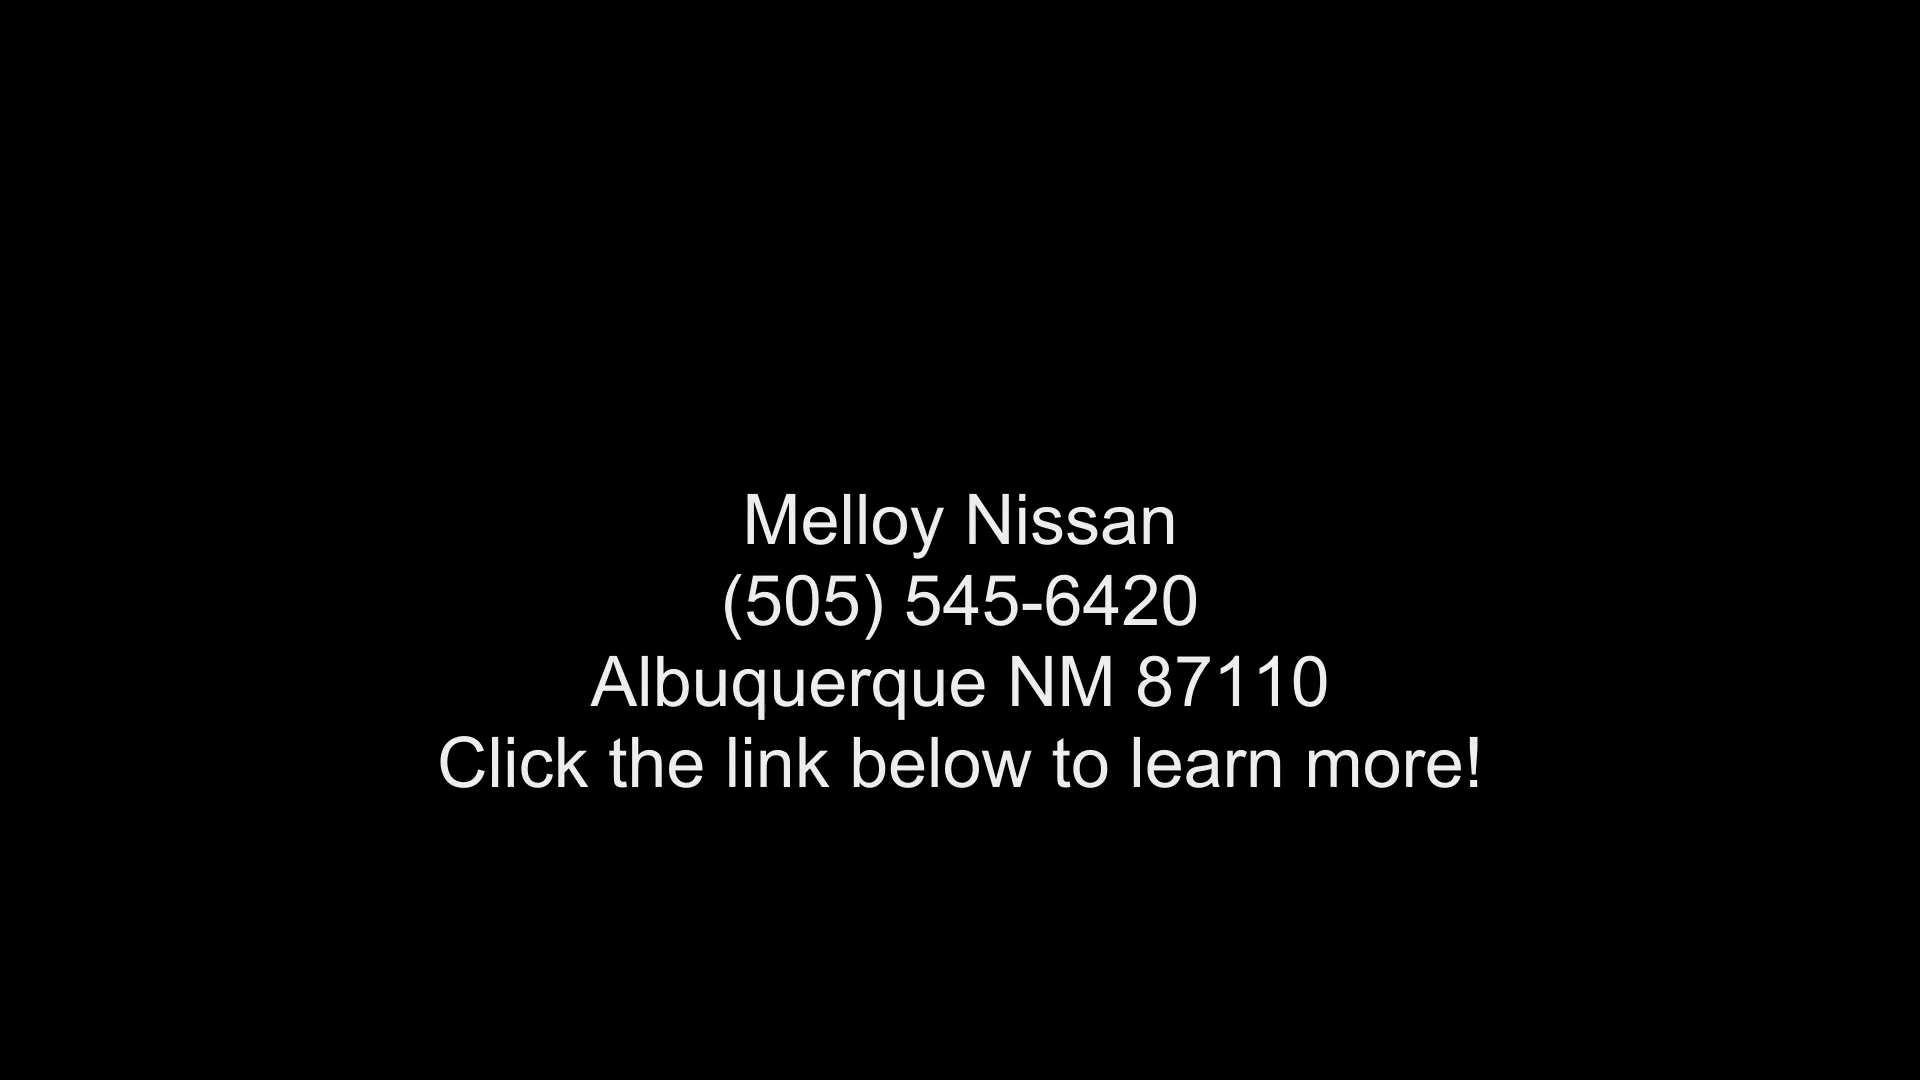 Melloy Nissan
(505) 545-6420
Albuquerque NM 87110
Click the link below to learn more!